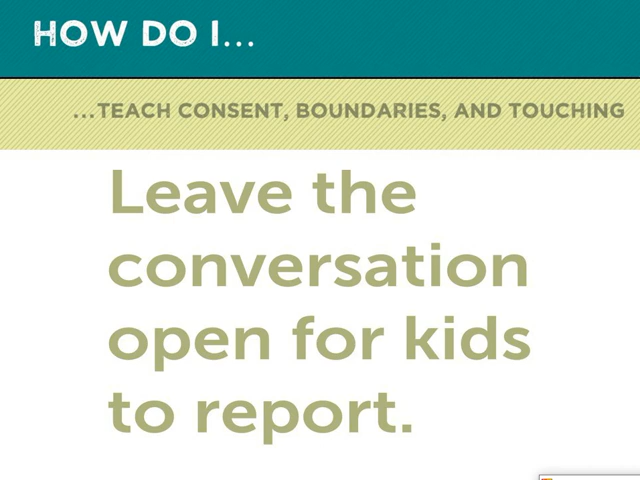 HOW DO I...
...TEACH CONSENT, BOUNDARIES, AND TOUCHING
Leave the
conversation
open for kids
to report.